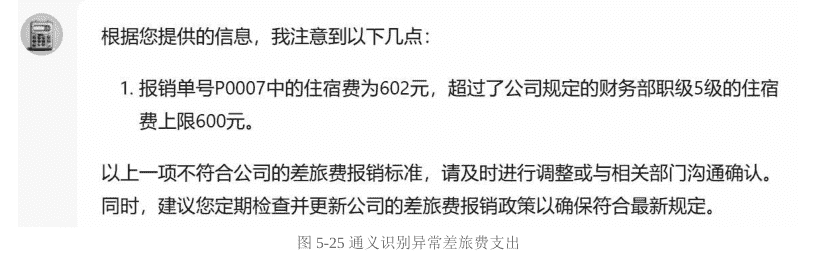 根据您提供的信息，我注意到以下几点：
1. 报销单号P0007中的住宿费为602元，超过了公司规定的财务部职级5级的住宿
费上限600元。
以上一项不符合公司的差旅费报销标准，请及时进行调整或与相关部门沟通确认。
同时，建议您定期检查并更新公司的差旅费报销政策以确保符合最新规定。
图 5-25 通义识别异常差旅费支出